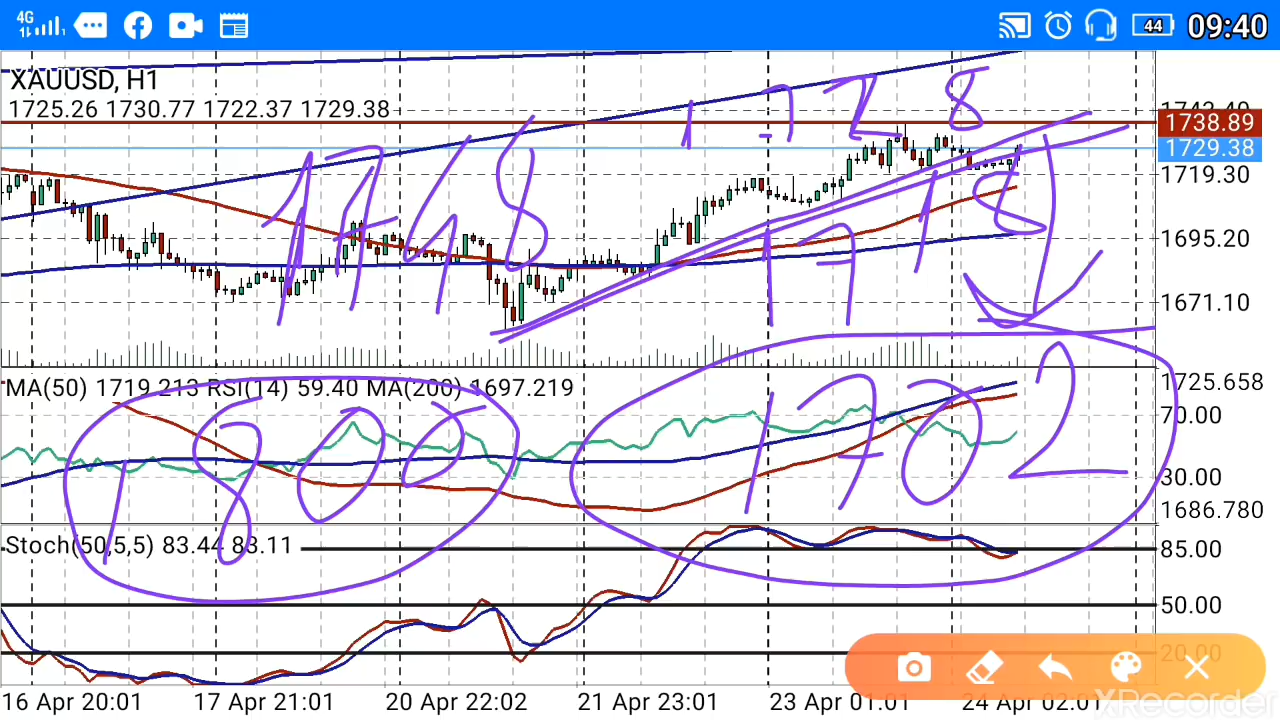 4G 44 09:40
XAUUSD, H1
1725.26 1730.77 1722.37 1729.38
1743.40
1738.89
1729.38
1719.30
1695.20
1671.10
1728
1748
1718
MA(50) 1719.213 RSI(14) 59.40 MA(200) 1697.219
1725.658
70.00
30.00
1686.780
1800
1702
Stoch(50,5,5) 83.44 83.11
85.00
50.00
20.00
16 Apr 20:01 17 Apr 21:01 20 Apr 22:02 21 Apr 23:01 23 Apr 01:01 24 Apr 02:01
XRecorder